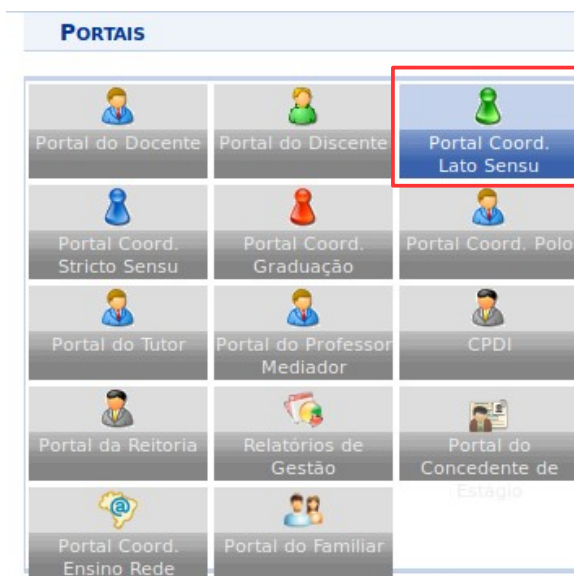 PORTAIS
Portal do Docente
Portal do Discente
Portal Coord.
Lato Sensu
Portal Coord.
Stricto Sensu
Portal Coord.
Graduação
Portal Coord. Polo
Portal do Tutor
Portal do Professor
Mediador
CPDI
Portal da Reitoria
Relatórios de
Gestão
Portal do
Concedente de
Estágio
Portal Coord.
Ensino Rede
Portal do Familiar